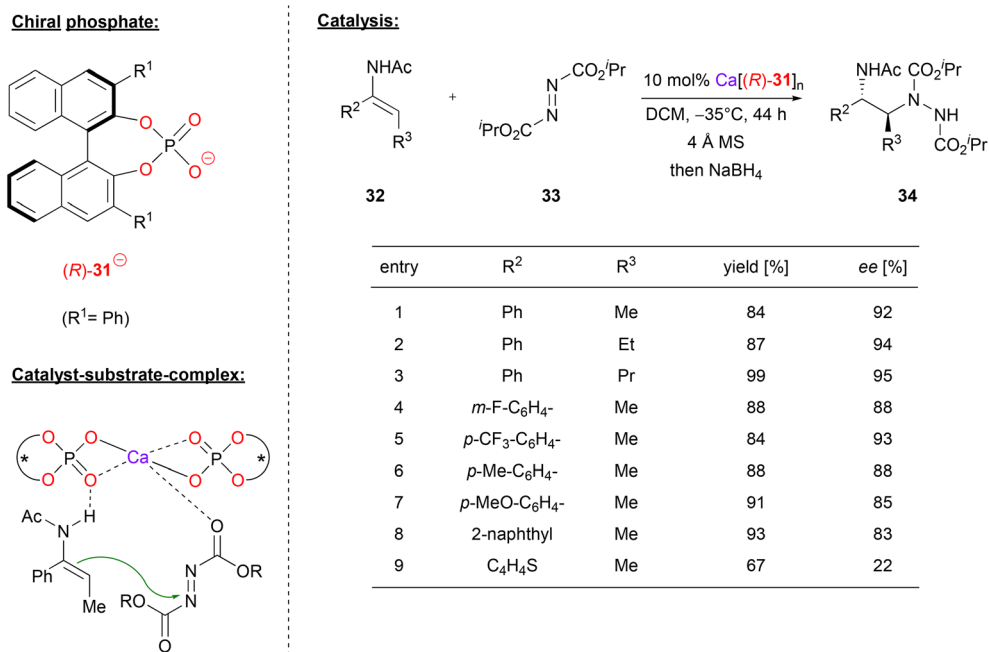 Chiral phosphate:
R1
O
O
P
O
O
⊖
R1
(R)-31⊖
(R1= Ph)
Catalyst-substrate-complex:
O
O
O
O
*
P
Ca
P
*
O
O
O
O
Ac
H
N
O
Ph
OR
N
Me
RO
N
O
Catalysis:
NHAc
R2
R3
+
CO2iPr
N
N
iPrO2C
10 mol% Ca[(R)-31]n
DCM, −35°C, 44 h
4 Å MS
then NaBH4
NHAc
CO2iPr
N
R2
NH
R3
CO2iPr
32
33
34
entry R2 R3 yield [%] ee [%]
1 Ph Me 84 92
2 Ph Et 87 94
3 Ph Pr 99 95
4 m-F-C6H4- Me 88 88
5 p-CF3-C6H4- Me 84 93
6 p-Me-C6H4- Me 88 88
7 p-MeO-C6H4- Me 91 85
8 2-naphthyl Me 93 83
9 C4H4S Me 67 22